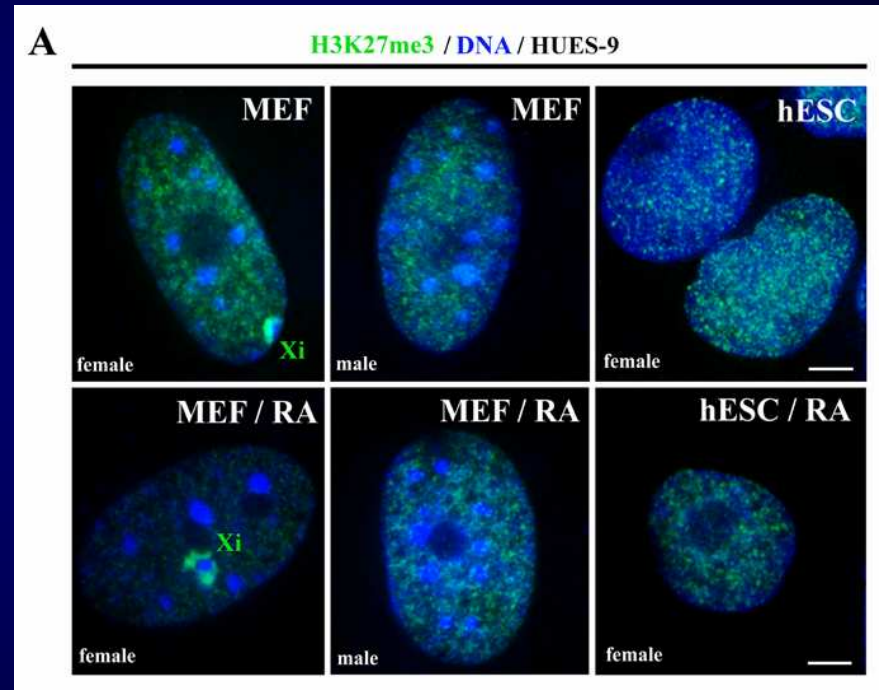 A
H3K27me3 / DNA / HUES-9
MEF
MEF
hESC
Xi
female
male
female
MEF / RA
MEF / RA
hESC / RA
Xi
female
male
female